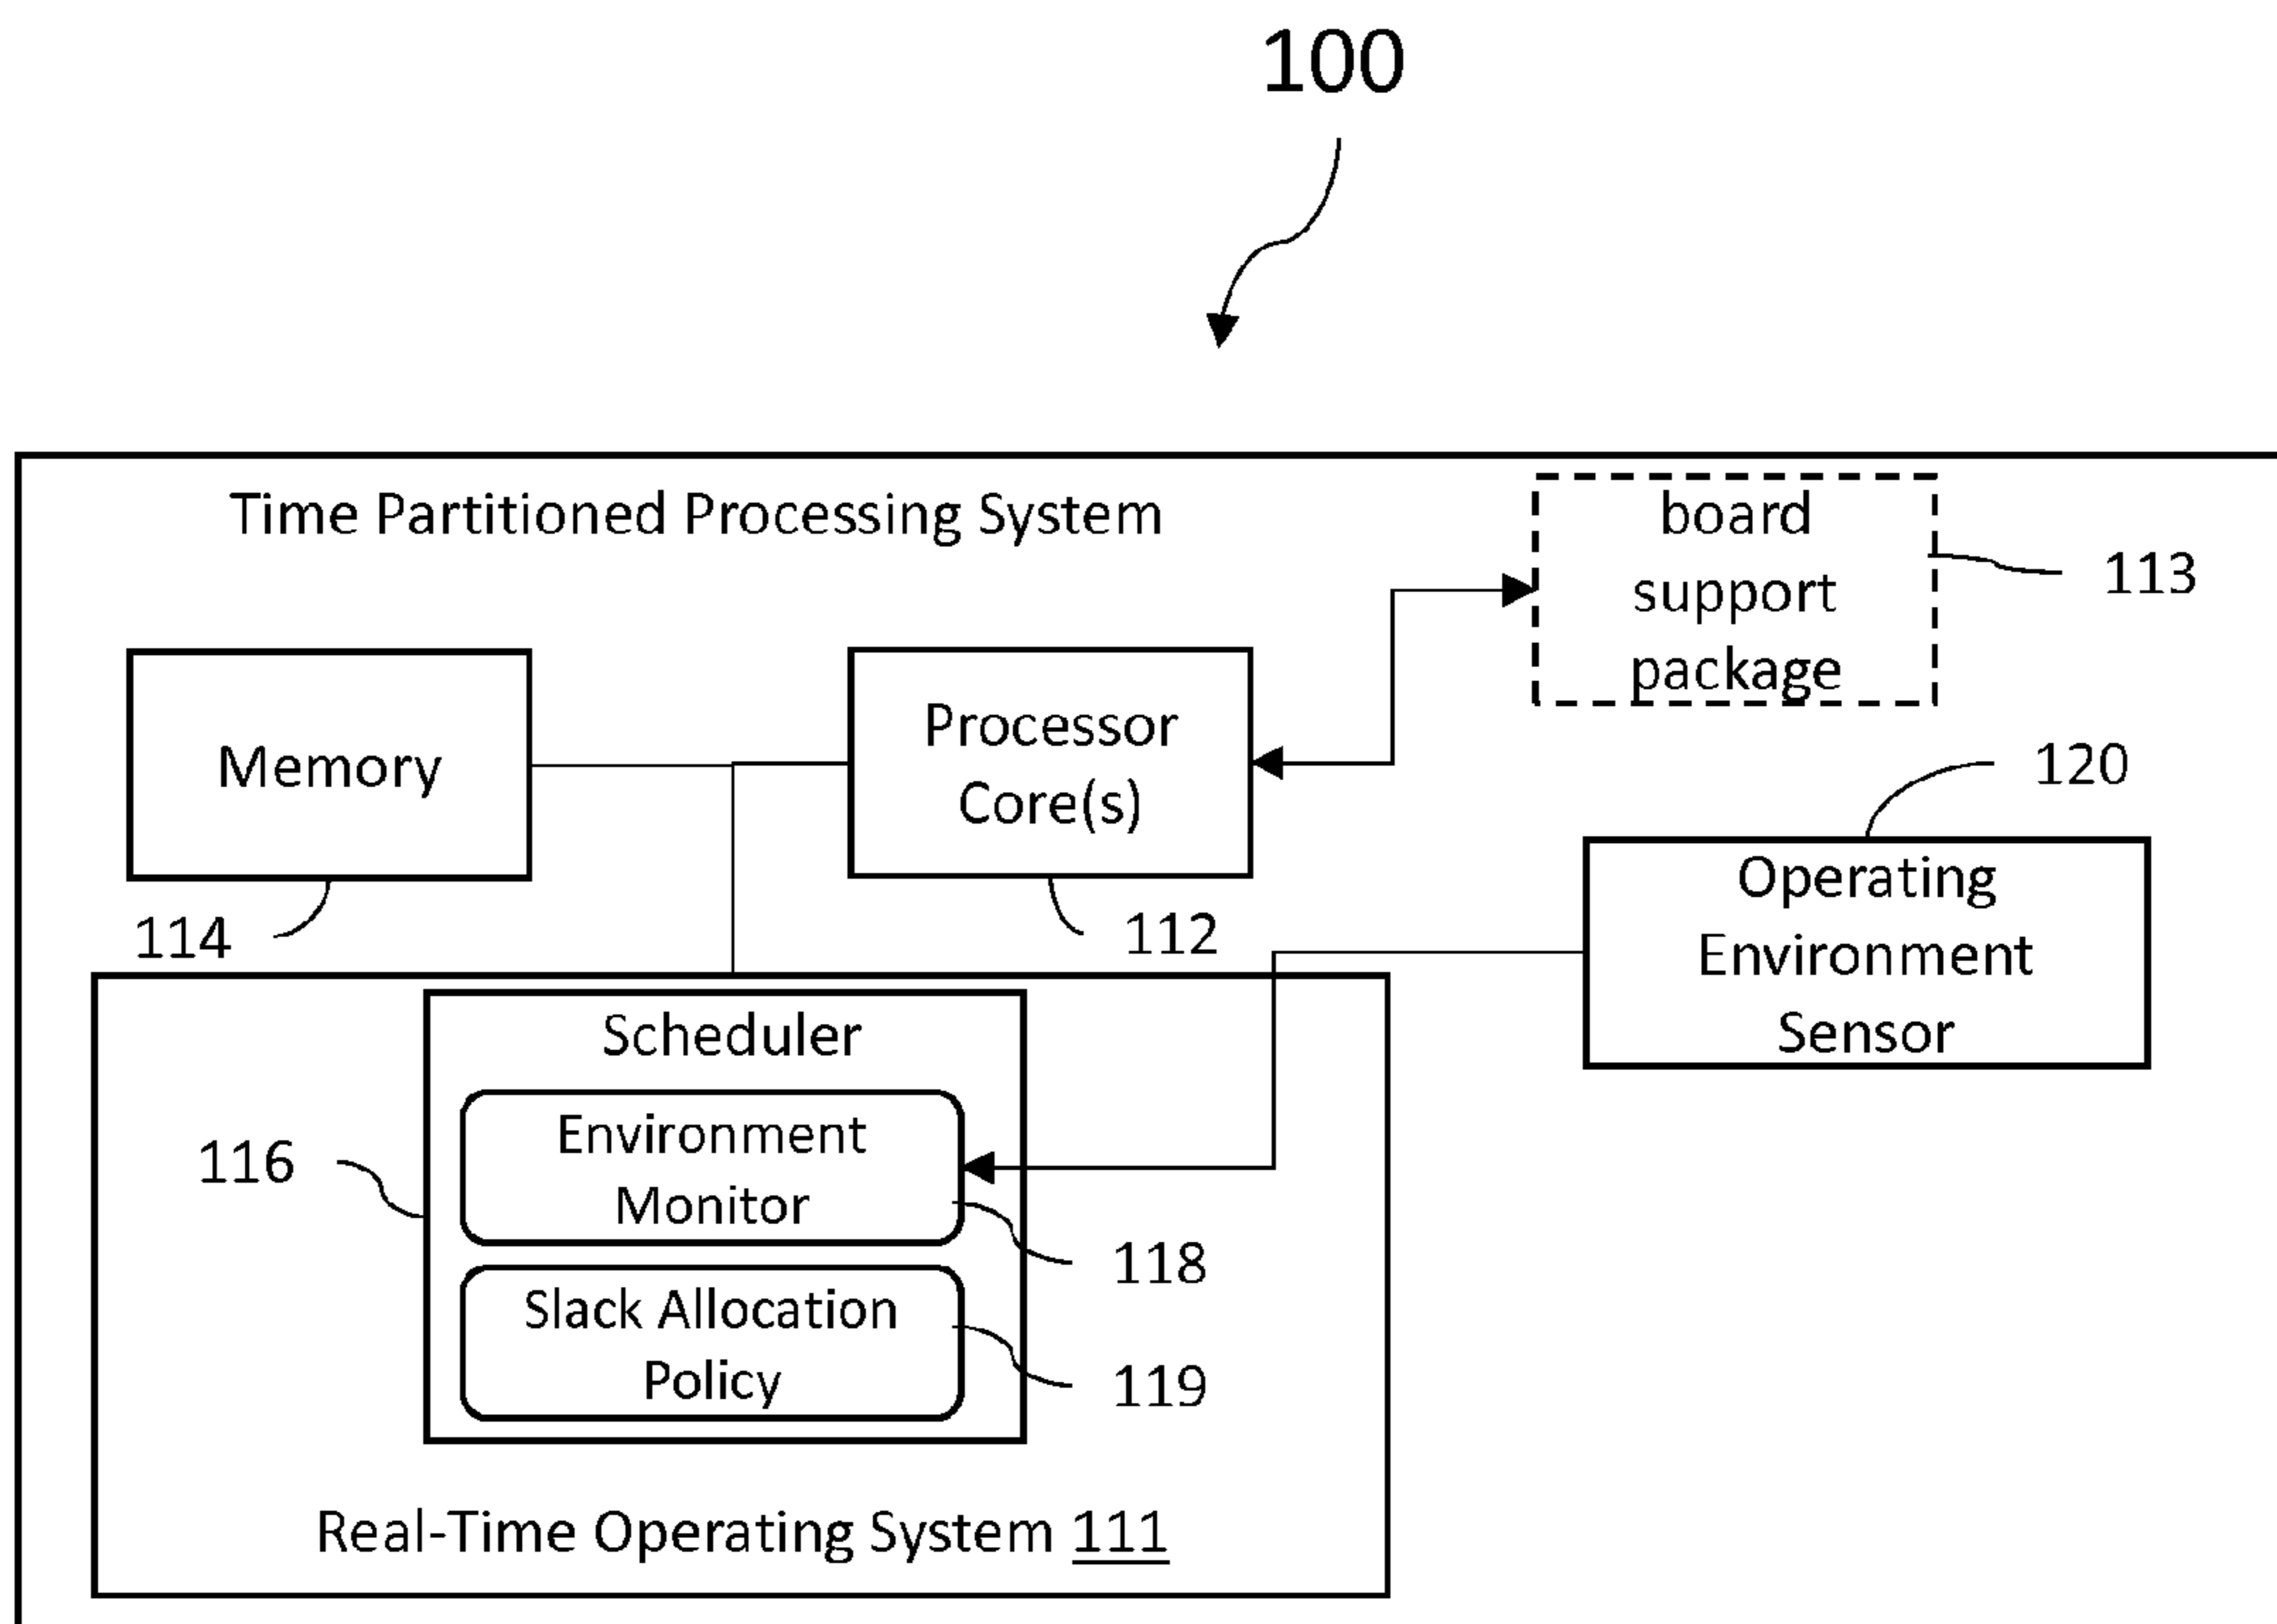 100
Time Partitioned Processing System
board
support
package
113
Memory
114
Processor
Core(s)
112
120
Operating
Environment
Sensor
Scheduler
Environment
Monitor
116
118
Slack Allocation
Policy
119
Real-Time Operating System 111